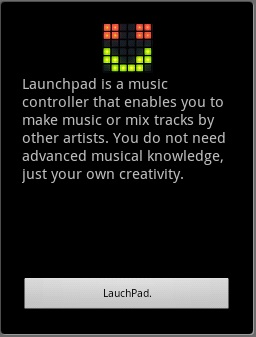 Launchpad is a music
controller that enables you to
make music or mix tracks by
other artists. You do not need
advanced musical knowledge,
just your own creativity.
LauchPad.